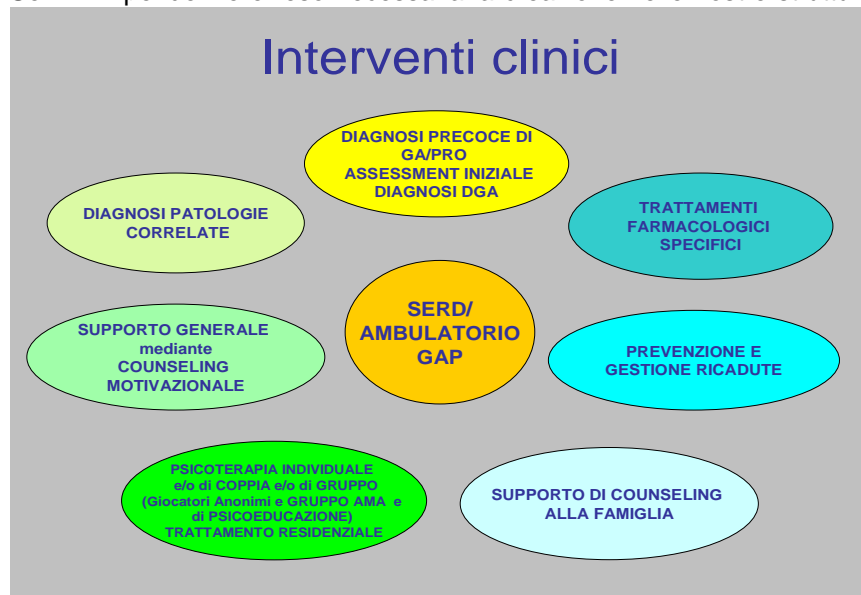 Interventi clinici
DIAGNOSI PRECOCE DI
GA/PRO
ASSESSMENT INIZIALE
DIAGNOSI DGA
DIAGNOSI PATOLOGIE
CORRELATE
TRATTAMENTI
FARMACOLOGICI
SPECIFICI
SERD/
AMBULATORIO
GAP
SUPPORTO GENERALE
mediante
COUNSELING
MOTIVAZIONALE
PREVENZIONE E
GESTIONE RICADUTE
PSICOTERAPIA INDIVIDUALE
e/o di COPPIA e/o di GRUPPO
(Giocatori Anonimi e GRUPPO AMA e
di PSICOEDUCAZIONE)
TRATTAMENTO RESIDENZIALE
SUPPORTO DI COUNSELING
ALLA FAMIGLIA